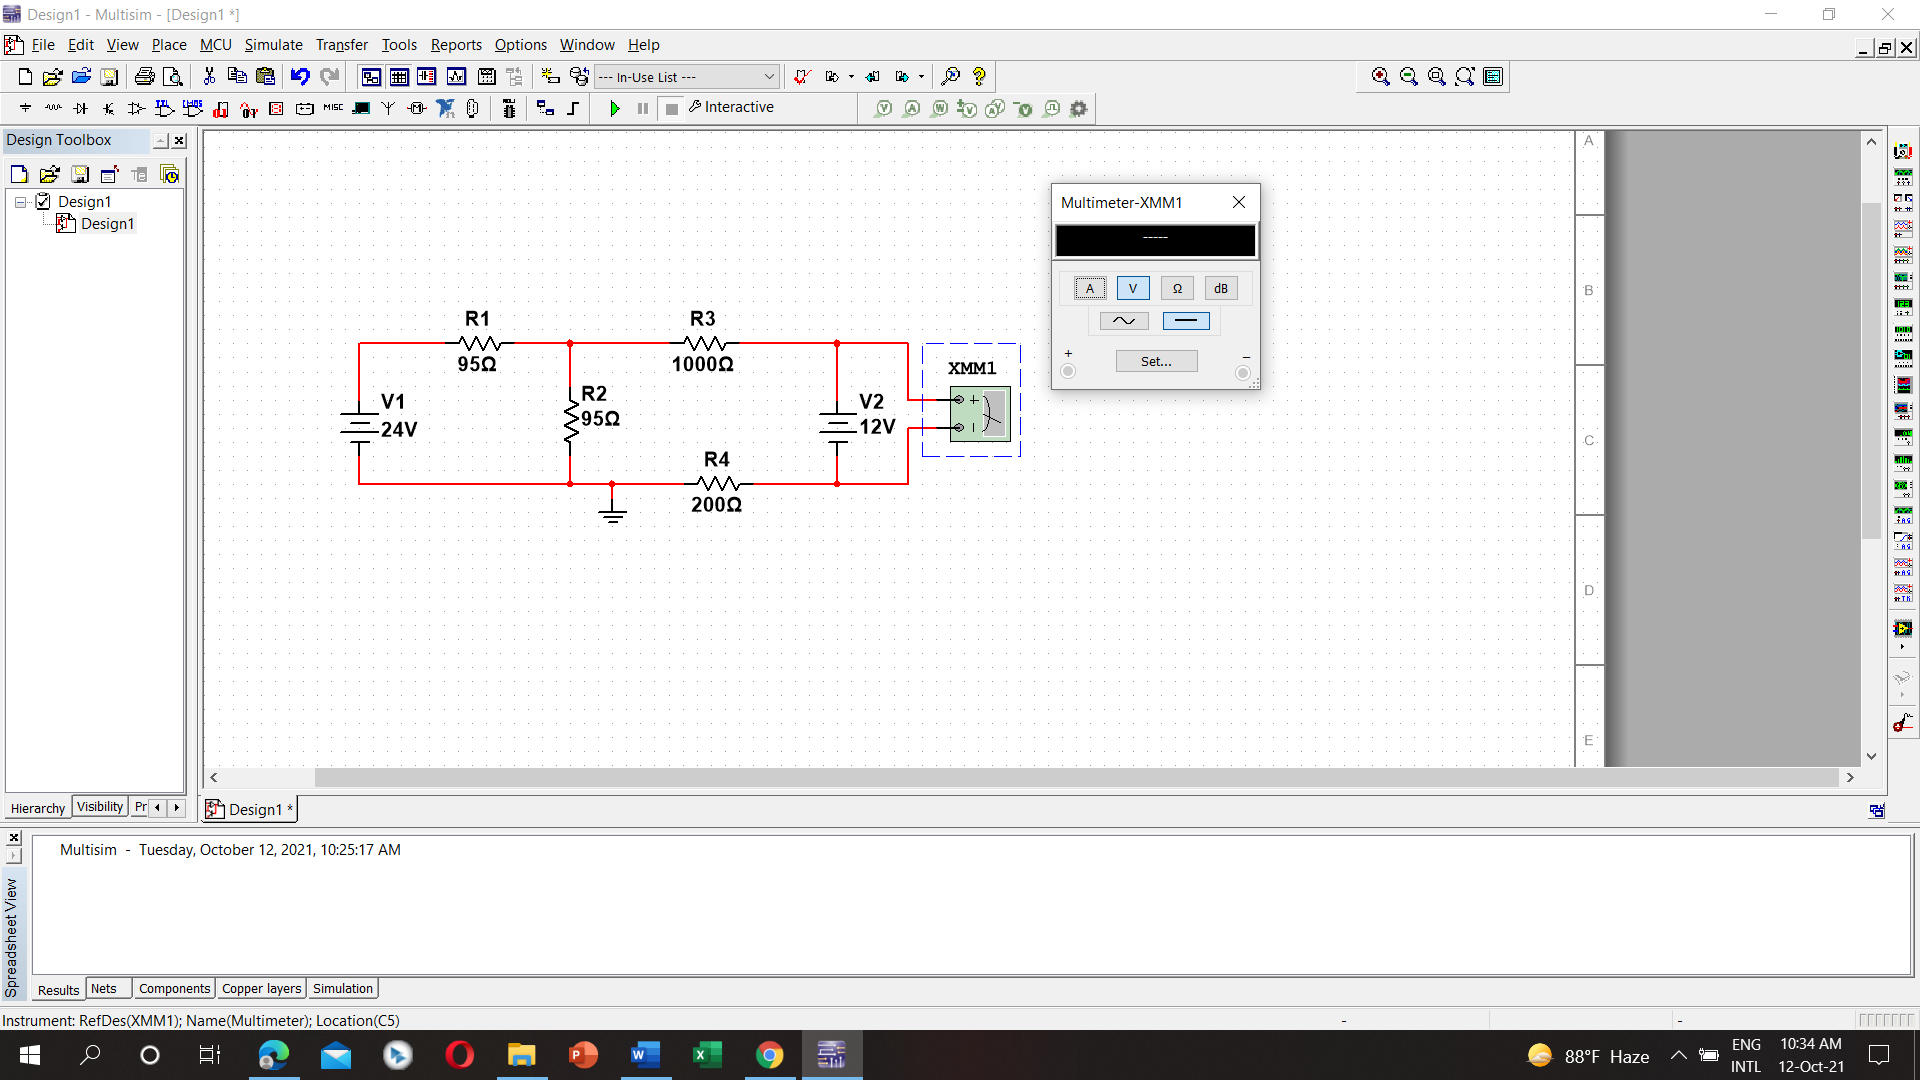 Design1 - Multisim - [Design1 *]
File Edit View Place MCU Simulate Transfer Tools Reports Options Window Help
--- In-Use List ---
MISC
Interactive
Design Toolbox
Design1
Design1
A
B
C
D
E
Multimeter-XMM1
-----
A V Ω dB
+ Set... −
R1
95Ω
R3
1000Ω
R2
95Ω
V1
24V
V2
12V
R4
200Ω
XMM1
Hierarchy Visibility Pr
Design1 *
Multisim - Tuesday, October 12, 2021, 10:25:17 AM
Spreadsheet View
Results Nets Components Copper layers Simulation
Instrument: RefDes(XMM1); Name(Multimeter); Location(C5) - -
88°F Haze
ENG
INTL
10:34 AM
12-Oct-21